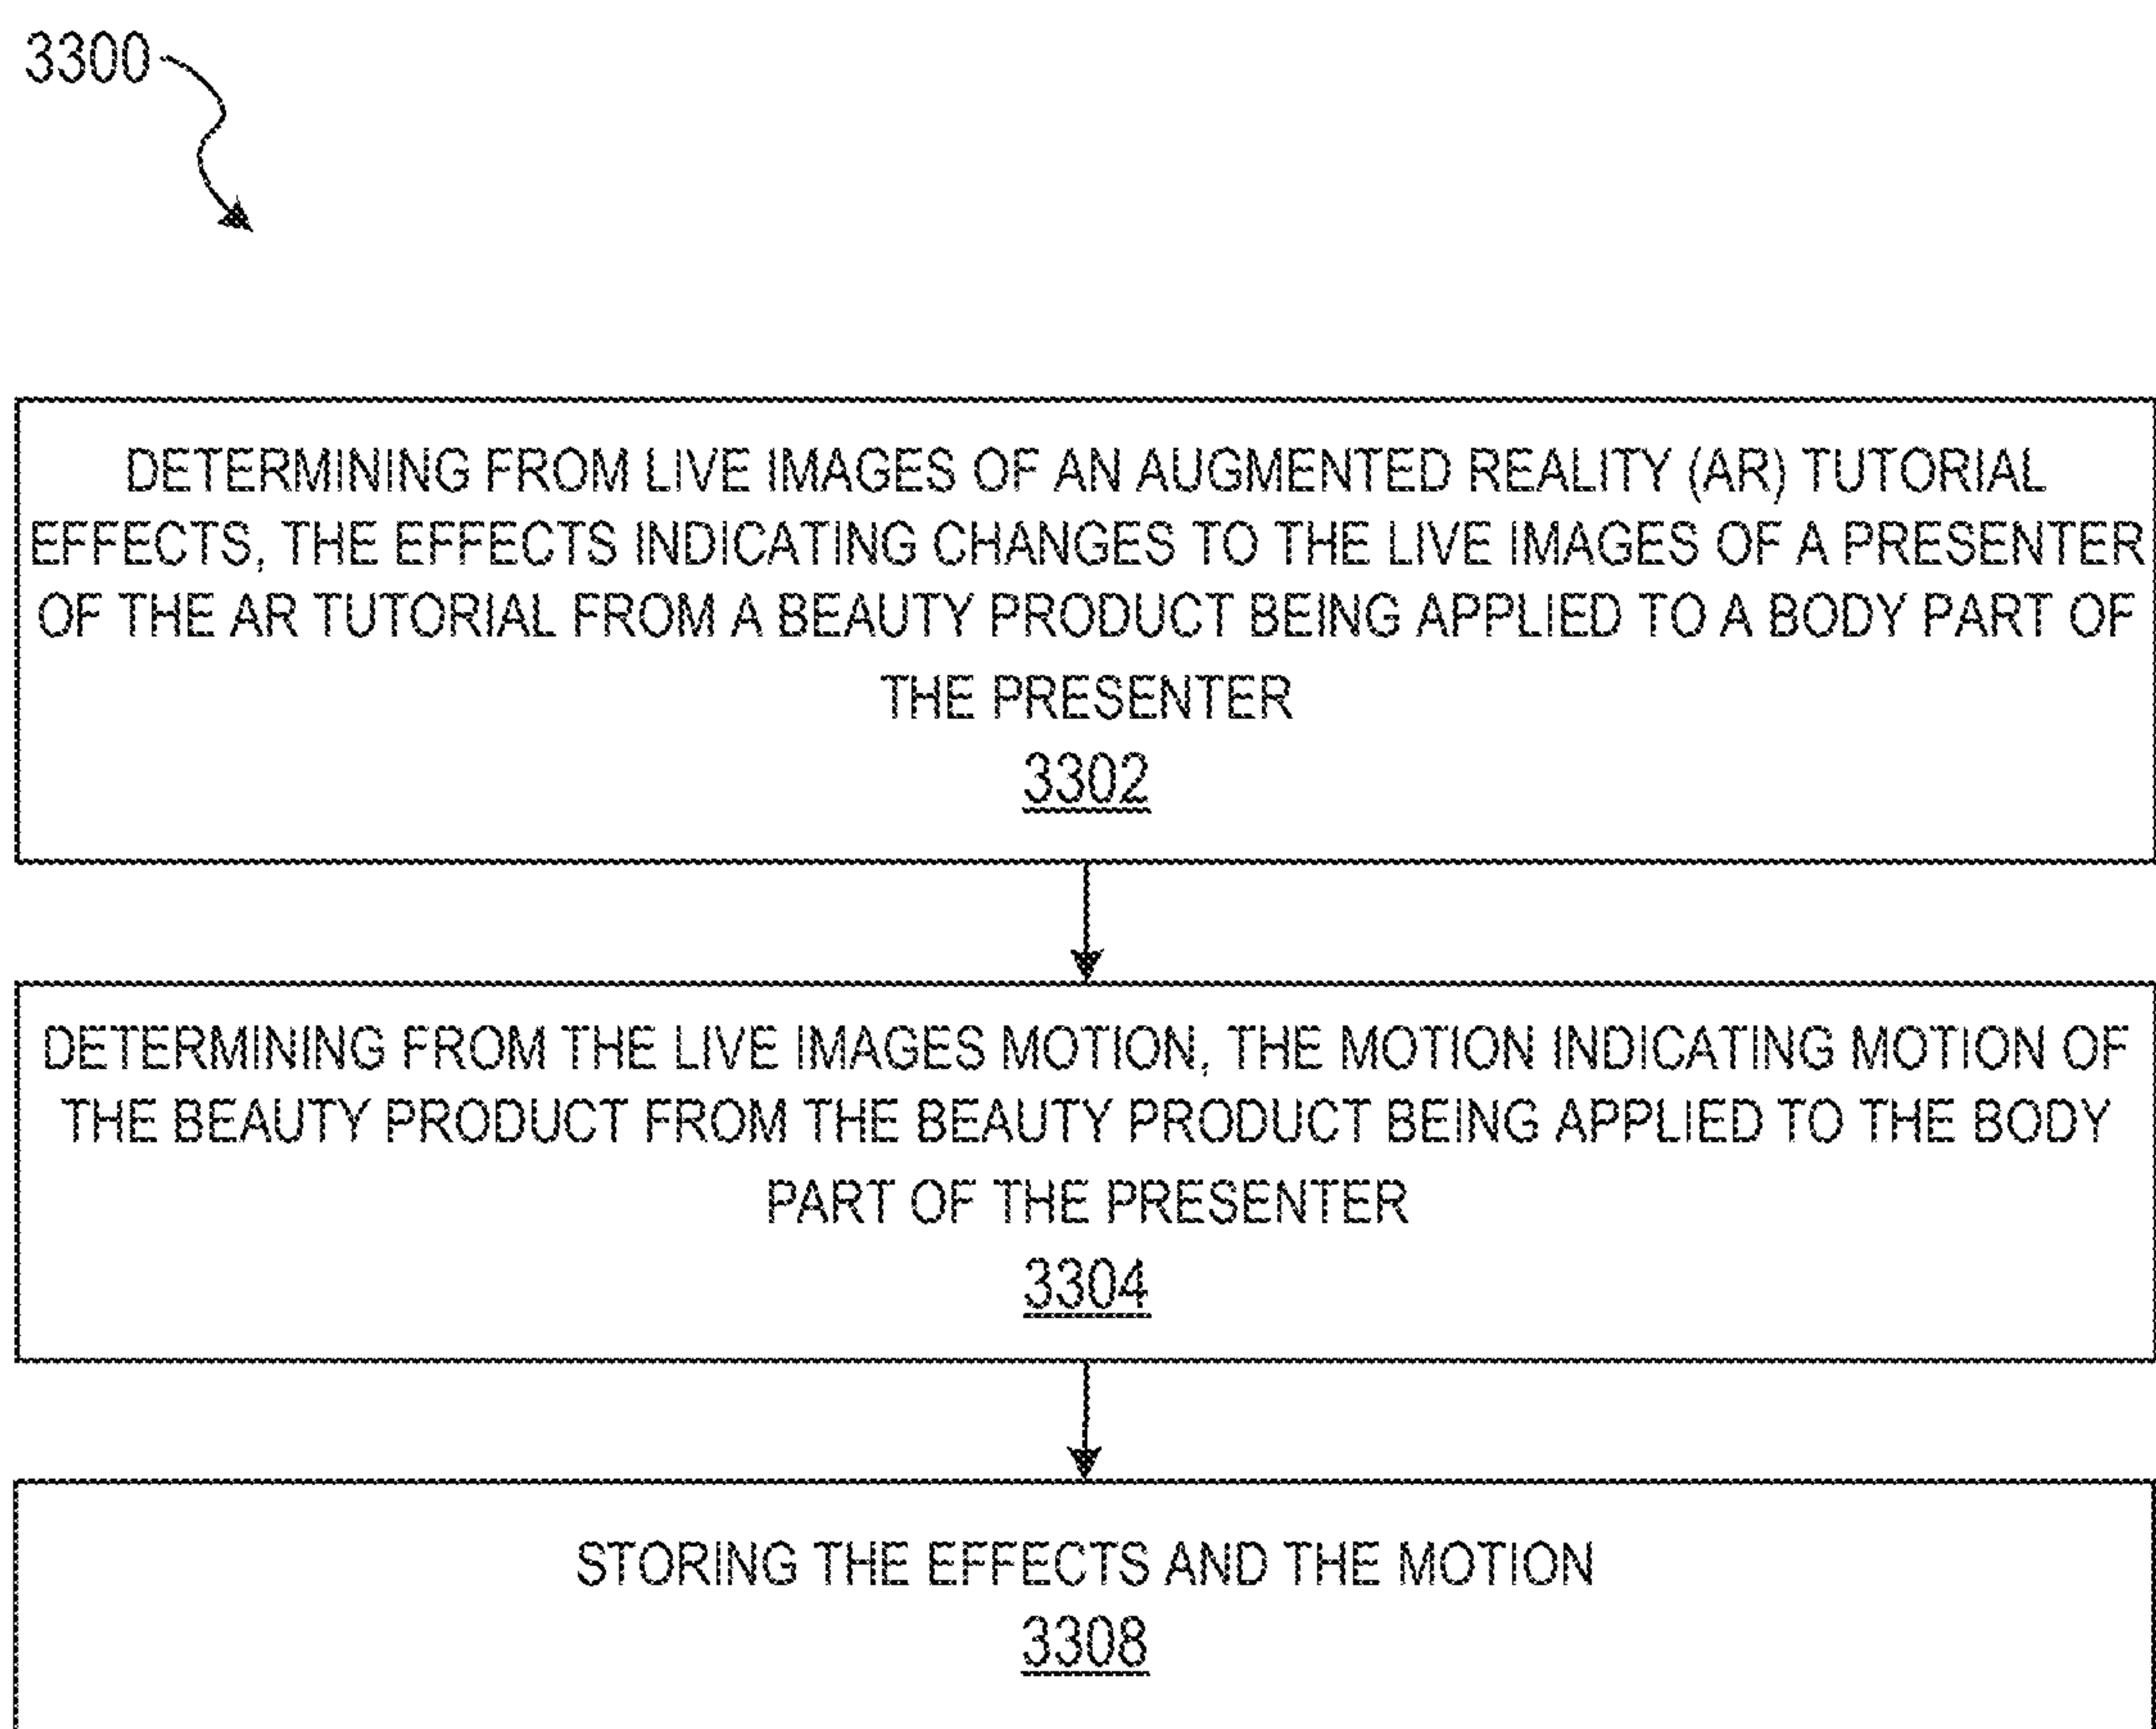 3300
DETERMINING FROM LIVE IMAGES OF AN AUGMENTED REALITY (AR) TUTORIAL
EFFECTS, THE EFFECTS INDICATING CHANGES TO THE LIVE IMAGES OF A PRESENTER
OF THE AR TUTORIAL FROM A BEAUTY PRODUCT BEING APPLIED TO A BODY PART OF
THE PRESENTER
3302
DETERMINING FROM THE LIVE IMAGES MOTION, THE MOTION INDICATING MOTION OF
THE BEAUTY PRODUCT FROM THE BEAUTY PRODUCT BEING APPLIED TO THE BODY
PART OF THE PRESENTER
3304
STORING THE EFFECTS AND THE MOTION
3308